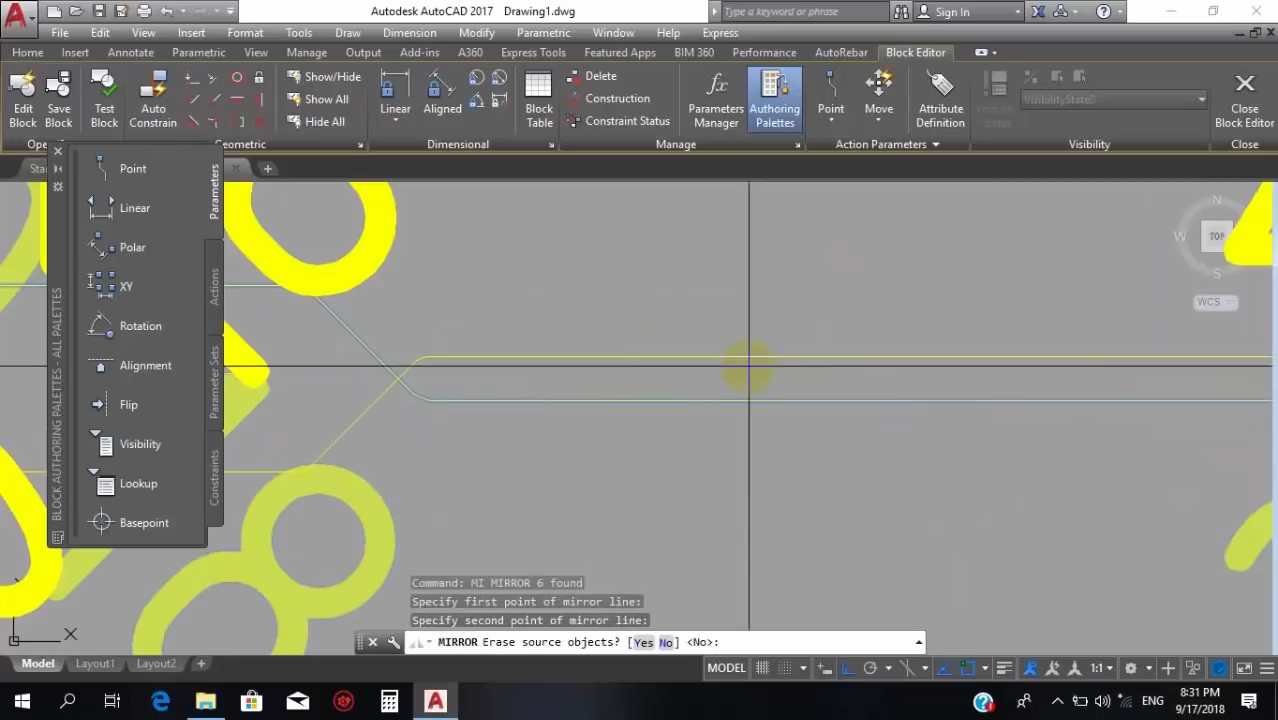 Autodesk AutoCAD 2017 Drawing1.dwg
Type a keyword or phrase
Sign In
File Edit View Insert Format Tools Draw Dimension Modify Parametric Window Help Express
Home Insert Annotate Parametric View Manage Output Add-ins A360 Express Tools Featured Apps BIM 360 Performance AutoRebar Block Editor
Edit Block
Save Block
Test Block
Auto Constrain
Show/Hide
Show All
Hide All
Linear
Aligned
Block Table
Delete
Construction
Constraint Status
Parameters Manager
Authoring Palettes
Point
Move
Attribute Definition
VisibilityState0
Close Block Editor
Geometric
Dimensional
Manage
Action Parameters
Visibility
Close
Point
Linear
Polar
XY
Rotation
Alignment
Flip
Visibility
Lookup
Basepoint
Parameters
Actions
Parameter Sets
Constraints
BLOCK AUTHORING PALETTES - ALL PALETTES
N
W
TOP
S
WCS
X
Command: MI MIRROR 6 found
Specify first point of mirror line:
Specify second point of mirror line:
MIRROR Erase source objects? [Yes No] <No>:
Model Layout1 Layout2
MODEL
1:1
ENG
8:31 PM
9/17/2018